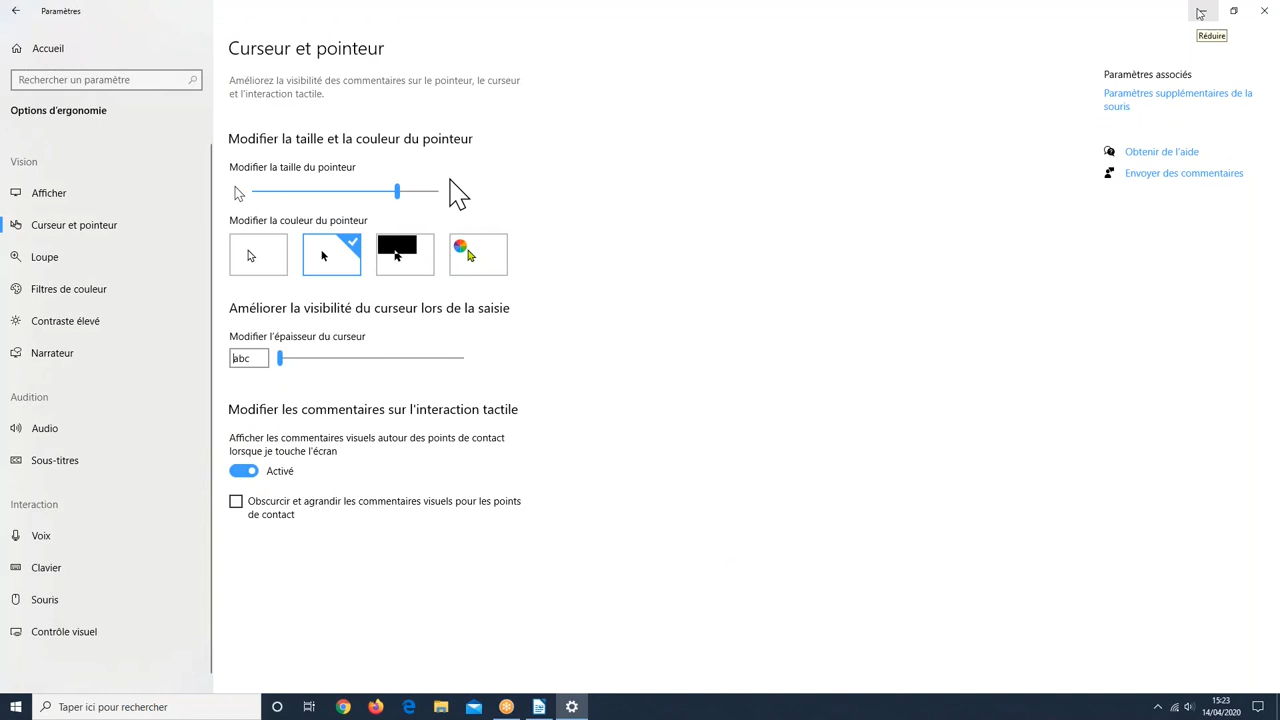 Paramètres
Réduire
Accueil
Rechercher un paramètre
Options d'ergonomie
Vision
Afficher
Curseur et pointeur
Loupe
Filtres de couleur
Contraste élevé
Narrateur
Audition
Audio
Sous-titres
Interaction
Voix
Clavier
Souris
Contrôle visuel
Curseur et pointeur
Améliorez la visibilité des commentaires sur le pointeur, le curseur
et l'interaction tactile.
Modifier la taille et la couleur du pointeur
Modifier la taille du pointeur
Modifier la couleur du pointeur
Améliorer la visibilité du curseur lors de la saisie
Modifier l'épaisseur du curseur
abc
Modifier les commentaires sur l'interaction tactile
Afficher les commentaires visuels autour des points de contact
lorsque je touche l'écran
Activé
Obscurcir et agrandir les commentaires visuels pour les points
de contact
Paramètres associés
Paramètres supplémentaires de la
souris
Obtenir de l'aide
Envoyer des commentaires
Taper ici pour rechercher
15:23
14/04/2020